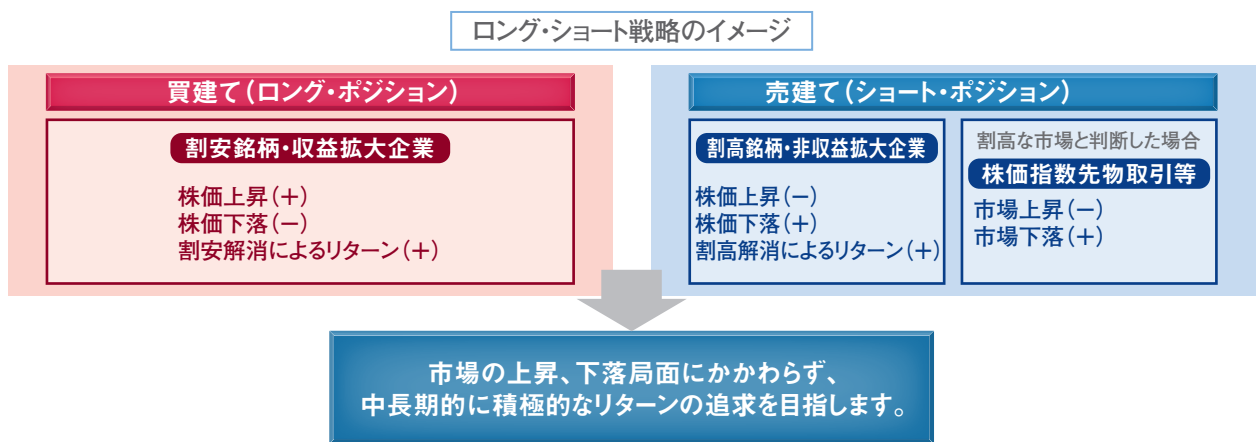 ロング・ショート戦略のイメージ
買建て(ロング・ポジション)
割安銘柄・収益拡大企業
株価上昇(+)
株価下落(-)
割安解消によるリターン(+)
売建て(ショート・ポジション)
割高銘柄・非収益拡大企業
株価上昇(-)
株価下落(+)
割高解消によるリターン(+)
割高な市場と判断した場合
株価指数先物取引等
市場上昇(-)
市場下落(+)
市場の上昇、下落局面にかかわらず、
中長期的に積極的なリターンの追求を目指します。